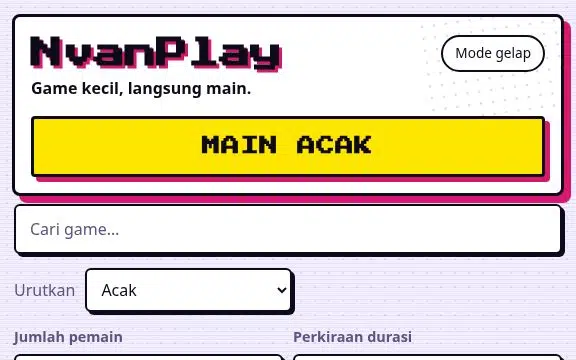 NvanPlay
Mode gelap
Game kecil, langsung main.
MAIN ACAK
Cari game...
Urutkan
Acak
Jumlah pemain
Perkiraan durasi